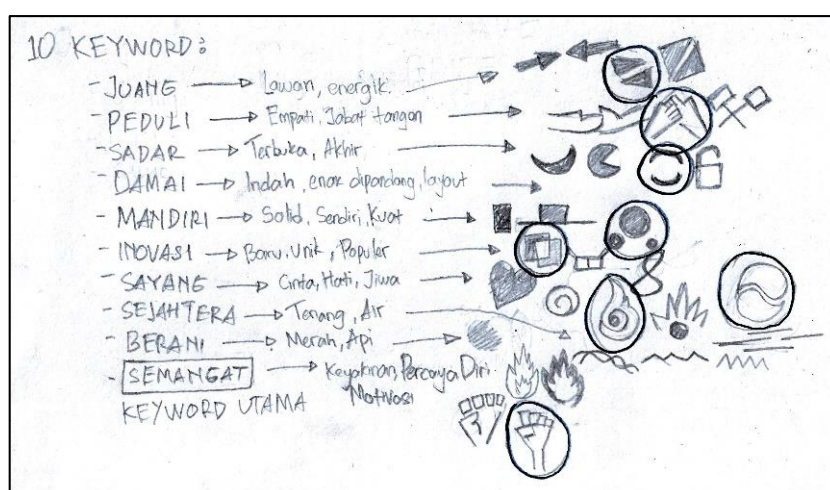 10 KEYWORD:
- JUANG → Lawan, energik.
- PEDULI → Empati, Jabat tangan
- SADAR → Terbuka, Akhir
- DAMAI → Indah, enak dipandang, layout
- MANDIRI → Solid, Sendiri, Kuat
- INOVASI → Baru, Unik, Populer
- SAYANG → Cinta, Hati, Jiwa
- SEJAHTERA → Tenang, Air
- BERANI → Merah, Api
- SEMANGAT → Keyakinan, Percaya Diri
Motivasi
KEYWORD UTAMA